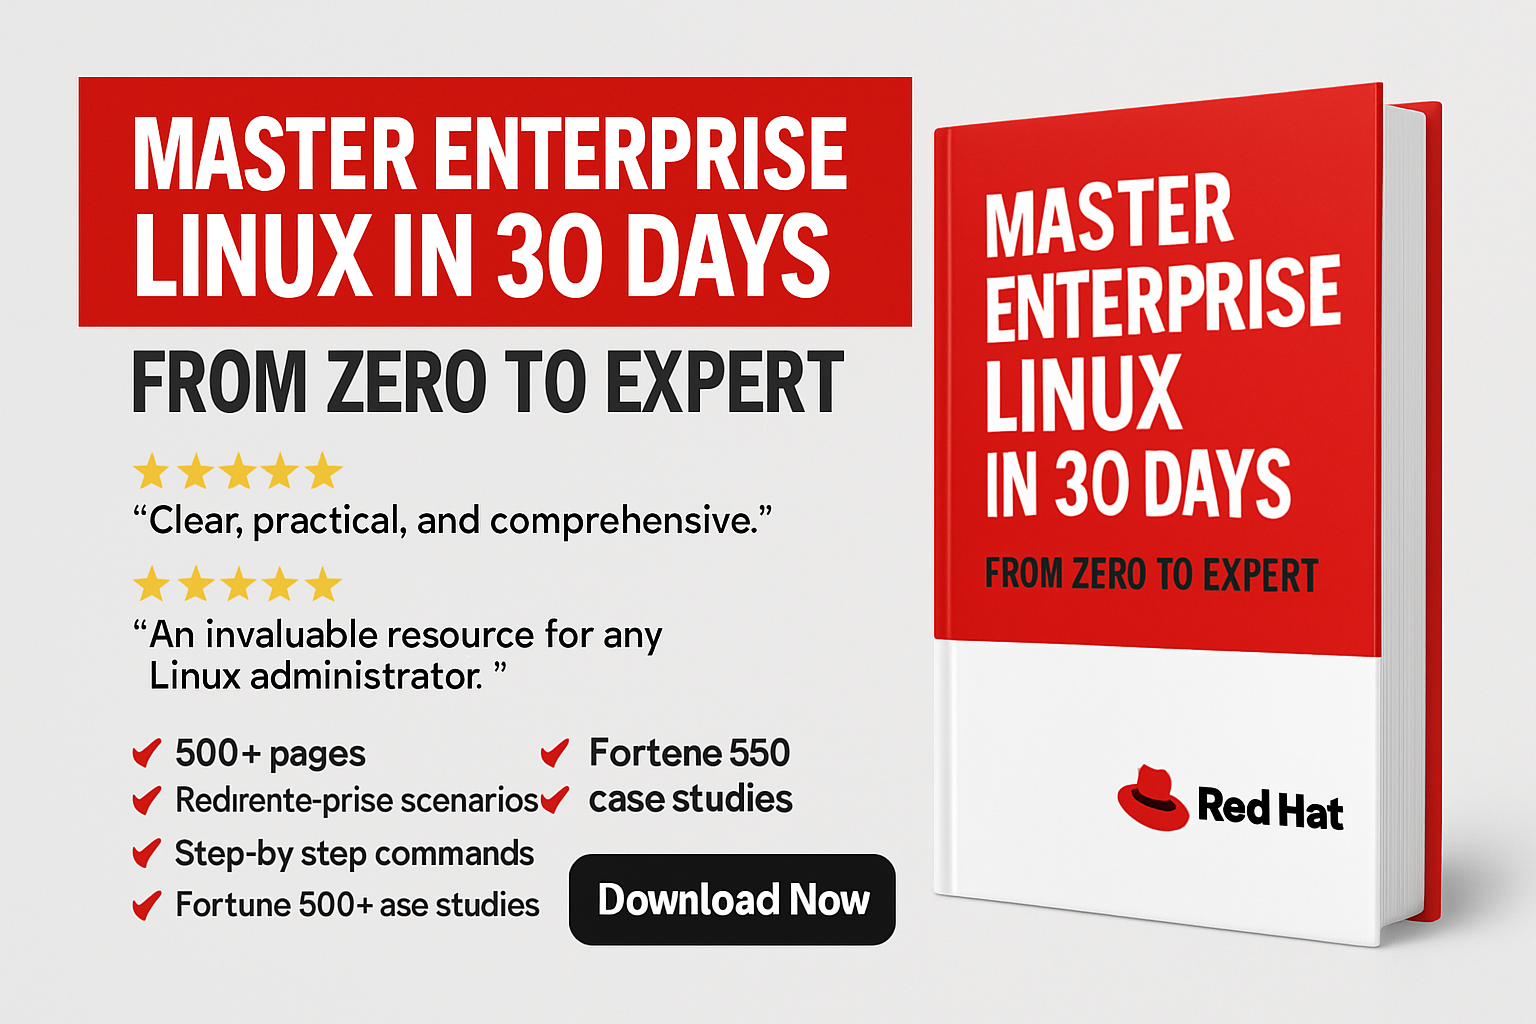 MASTER ENTERPRISE
LINUX IN 30 DAYS
FROM ZERO TO EXPERT
“Clear, practical, and comprehensive.”
“An invaluable resource for any
Linux administrator. ”
500+ pages
Redırente-prise scenarios
Step-by step commands
Fortune 500+ ase studies
Fortene 550
case studies
Download Now
MASTER
ENTERPRISE
LINUX
IN 30 DAYS
FROM ZERO TO EXPERT
Red Hat